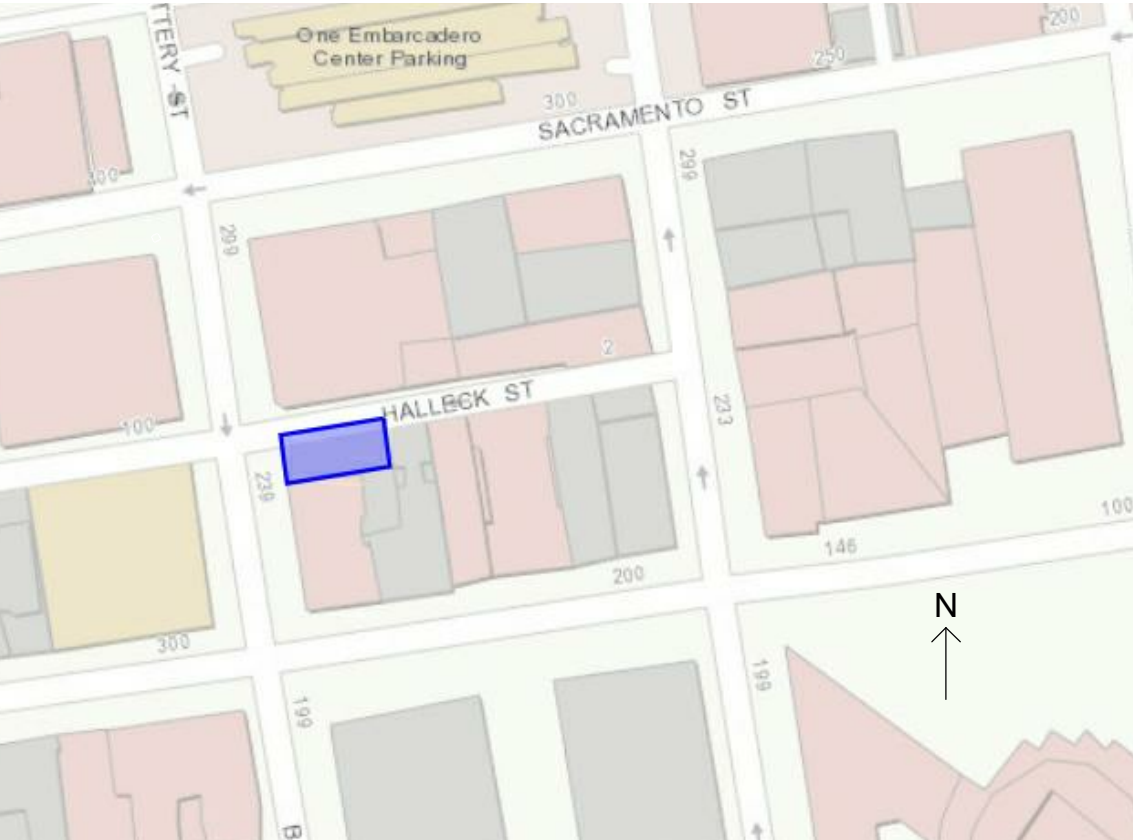 TTERY ST
One Embarcadero
Center Parking
200
250
300
SACRAMENTO ST
300
299
299
2
HALLECK ST
100
233
239
100
146
200
N
300
199
199
B